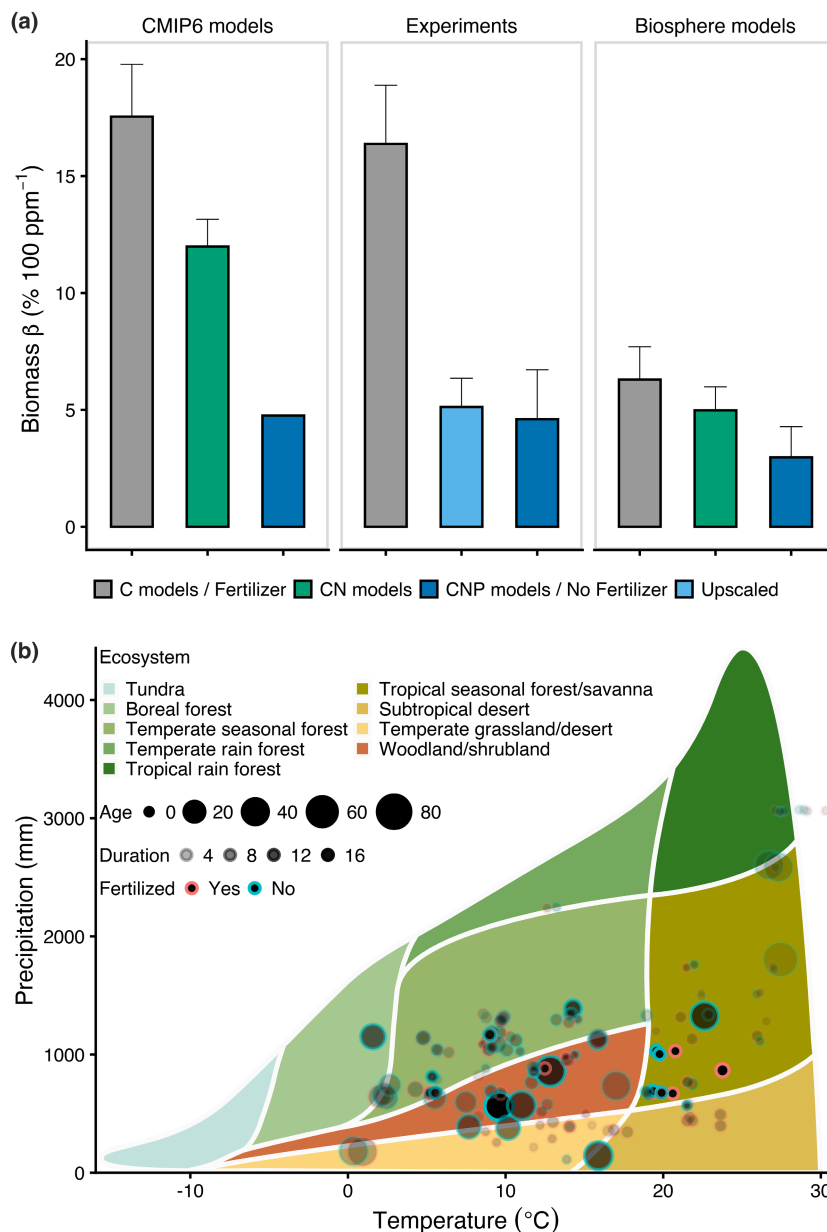 (a)
CMIP6 models
Experiments
Biosphere models
Biomass β (% 100 ppm⁻¹)
20
15
10
5
0
C models / Fertilizer
CN models
CNP models / No Fertilizer
Upscaled
(b)
Ecosystem
Tundra
Boreal forest
Temperate seasonal forest
Temperate rain forest
Tropical rain forest
Tropical seasonal forest/savanna
Subtropical desert
Temperate grassland/desert
Woodland/shrubland
Age 0 20 40 60 80
Duration 4 8 12 16
Fertilized Yes No
Precipitation (mm)
4000
3000
2000
1000
0
-10 0 10 20 30
Temperature (°C)